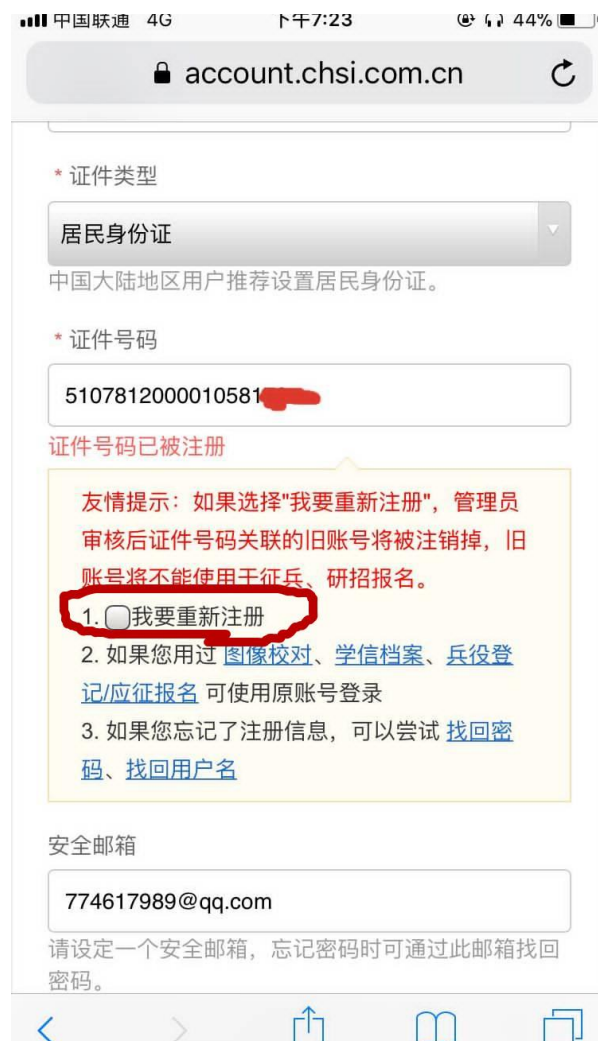 中国联通 4G 下午7:23 44%
account.chsi.com.cn
* 证件类型
居民身份证
中国大陆地区用户推荐设置居民身份证。
* 证件号码
5107812000010581
证件号码已被注册
友情提示：如果选择"我要重新注册"，管理员
审核后证件号码关联的旧账号将被注销掉，旧
账号将不能使用于征兵、研招报名。
1. 我要重新注册
2. 如果您用过 图像校对、学信档案、兵役登
记/应征报名 可使用原账号登录
3. 如果您忘记了注册信息，可以尝试 找回密
码、找回用户名
安全邮箱
774617989@qq.com
请设定一个安全邮箱，忘记密码时可通过此邮箱找回
密码。